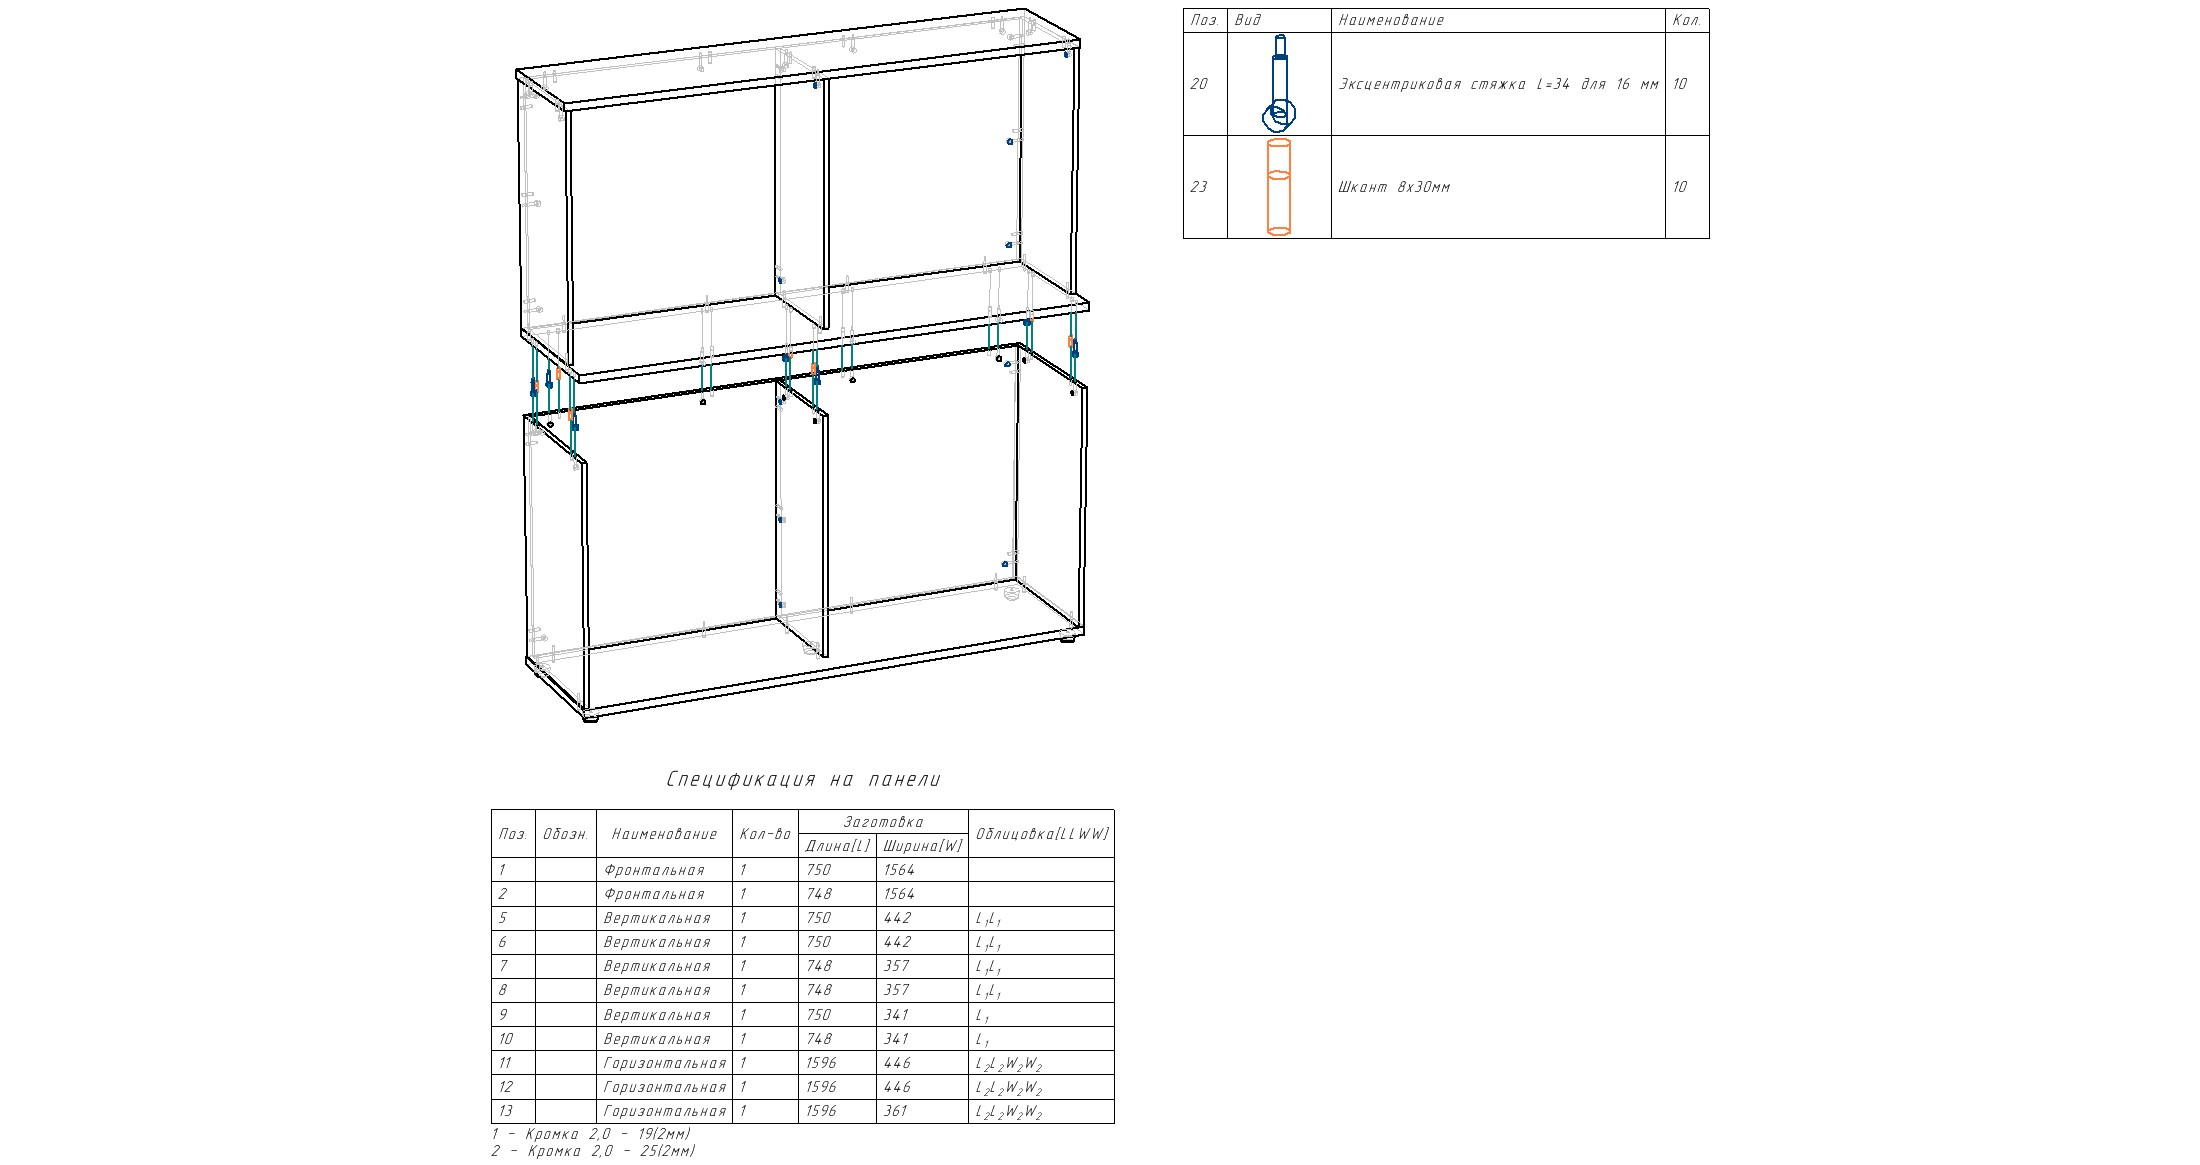 Поз. Вид Наименование Кол.
20 Эксцентриковая стяжка L=34 для 16 мм 10
23 Шкант 8х30мм 10
Спецификация на панели
Поз. Обозн. Наименование Кол-во Заготовка Облицовка[LLWW]
Длина[L] Ширина[W]
1 Фронтальная 1 750 1564
2 Фронтальная 1 748 1564
5 Вертикальная 1 750 442 L₁L₁
6 Вертикальная 1 750 442 L₁L₁
7 Вертикальная 1 748 357 L₁L₁
8 Вертикальная 1 748 357 L₁L₁
9 Вертикальная 1 750 341 L₁
10 Вертикальная 1 748 341 L₁
11 Горизонтальная 1 1596 446 L₂L₂W₂W₂
12 Горизонтальная 1 1596 446 L₂L₂W₂W₂
13 Горизонтальная 1 1596 361 L₂L₂W₂W₂
1 - Кромка 2,0 - 19(2мм)
2 - Кромка 2,0 - 25(2мм)